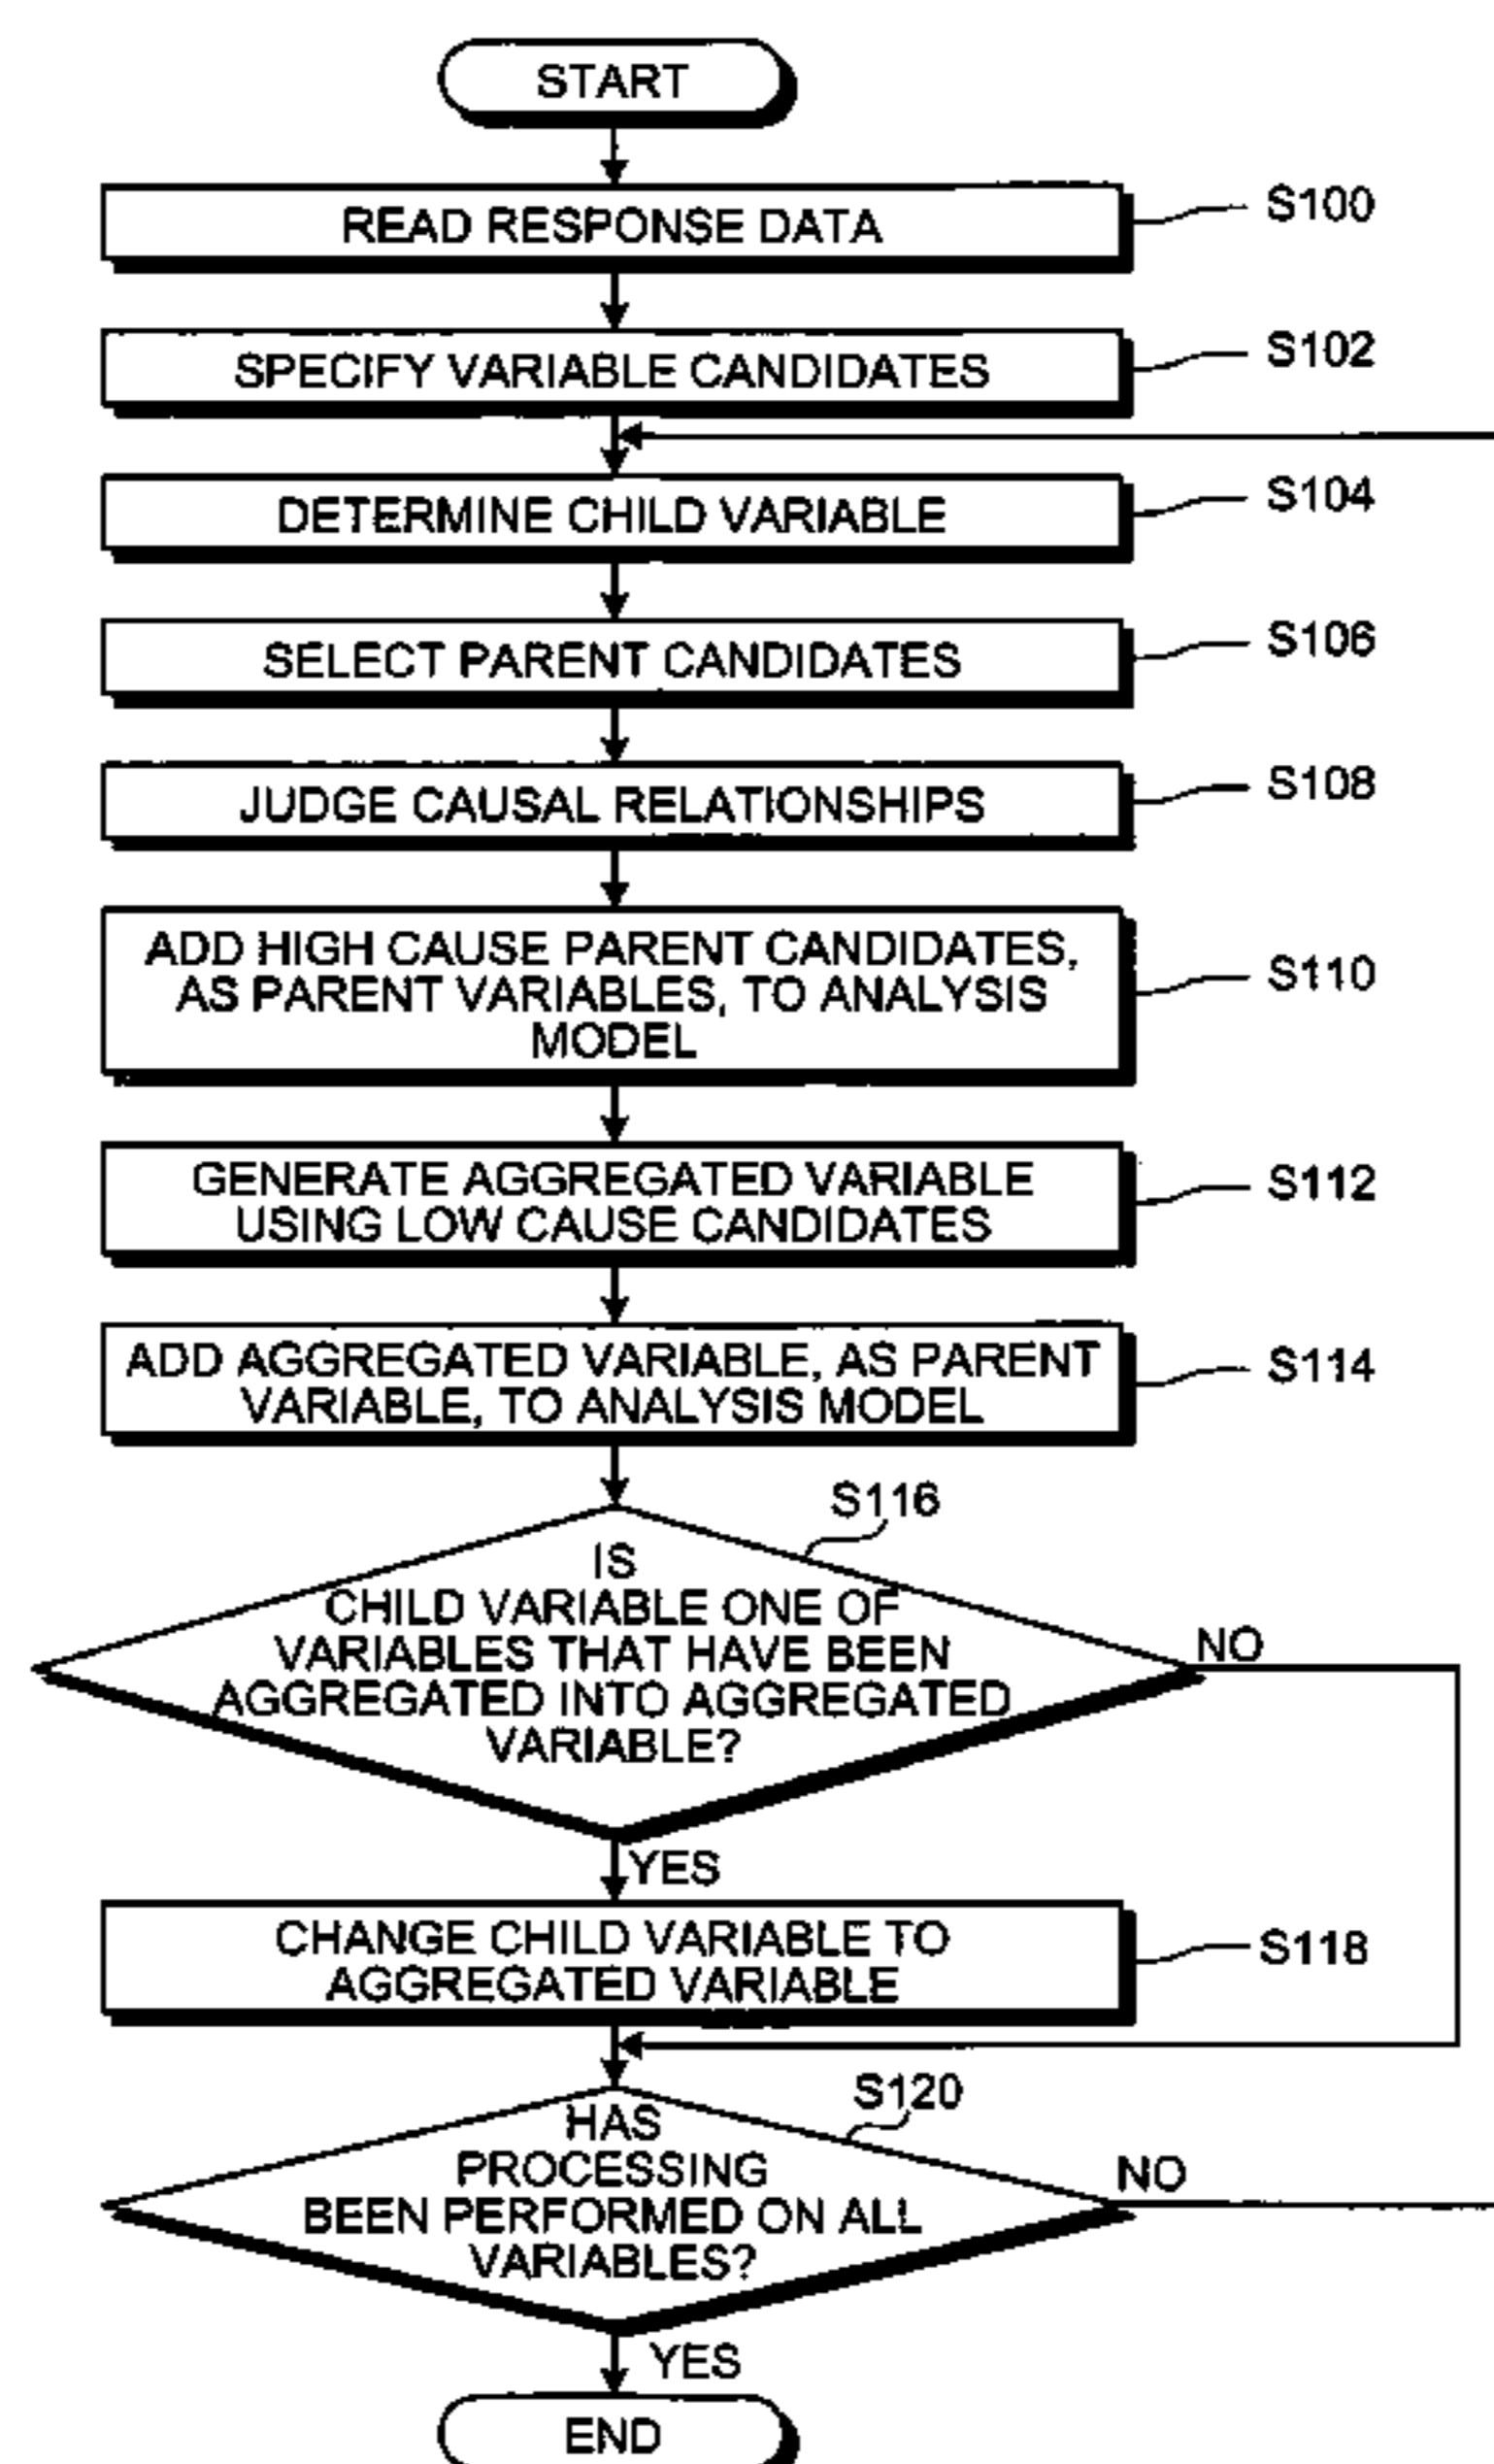 START
READ RESPONSE DATA
S100
SPECIFY VARIABLE CANDIDATES
S102
DETERMINE CHILD VARIABLE
S104
SELECT PARENT CANDIDATES
S106
JUDGE CAUSAL RELATIONSHIPS
S108
ADD HIGH CAUSE PARENT CANDIDATES,
AS PARENT VARIABLES, TO ANALYSIS
MODEL
S110
GENERATE AGGREGATED VARIABLE
USING LOW CAUSE CANDIDATES
S112
ADD AGGREGATED VARIABLE, AS PARENT
VARIABLE, TO ANALYSIS MODEL
S114
S116
IS
CHILD VARIABLE ONE OF
VARIABLES THAT HAVE BEEN
AGGREGATED INTO AGGREGATED
VARIABLE?
NO
YES
CHANGE CHILD VARIABLE TO
AGGREGATED VARIABLE
S118
S120
HAS
PROCESSING
BEEN PERFORMED ON ALL
VARIABLES?
NO
YES
END